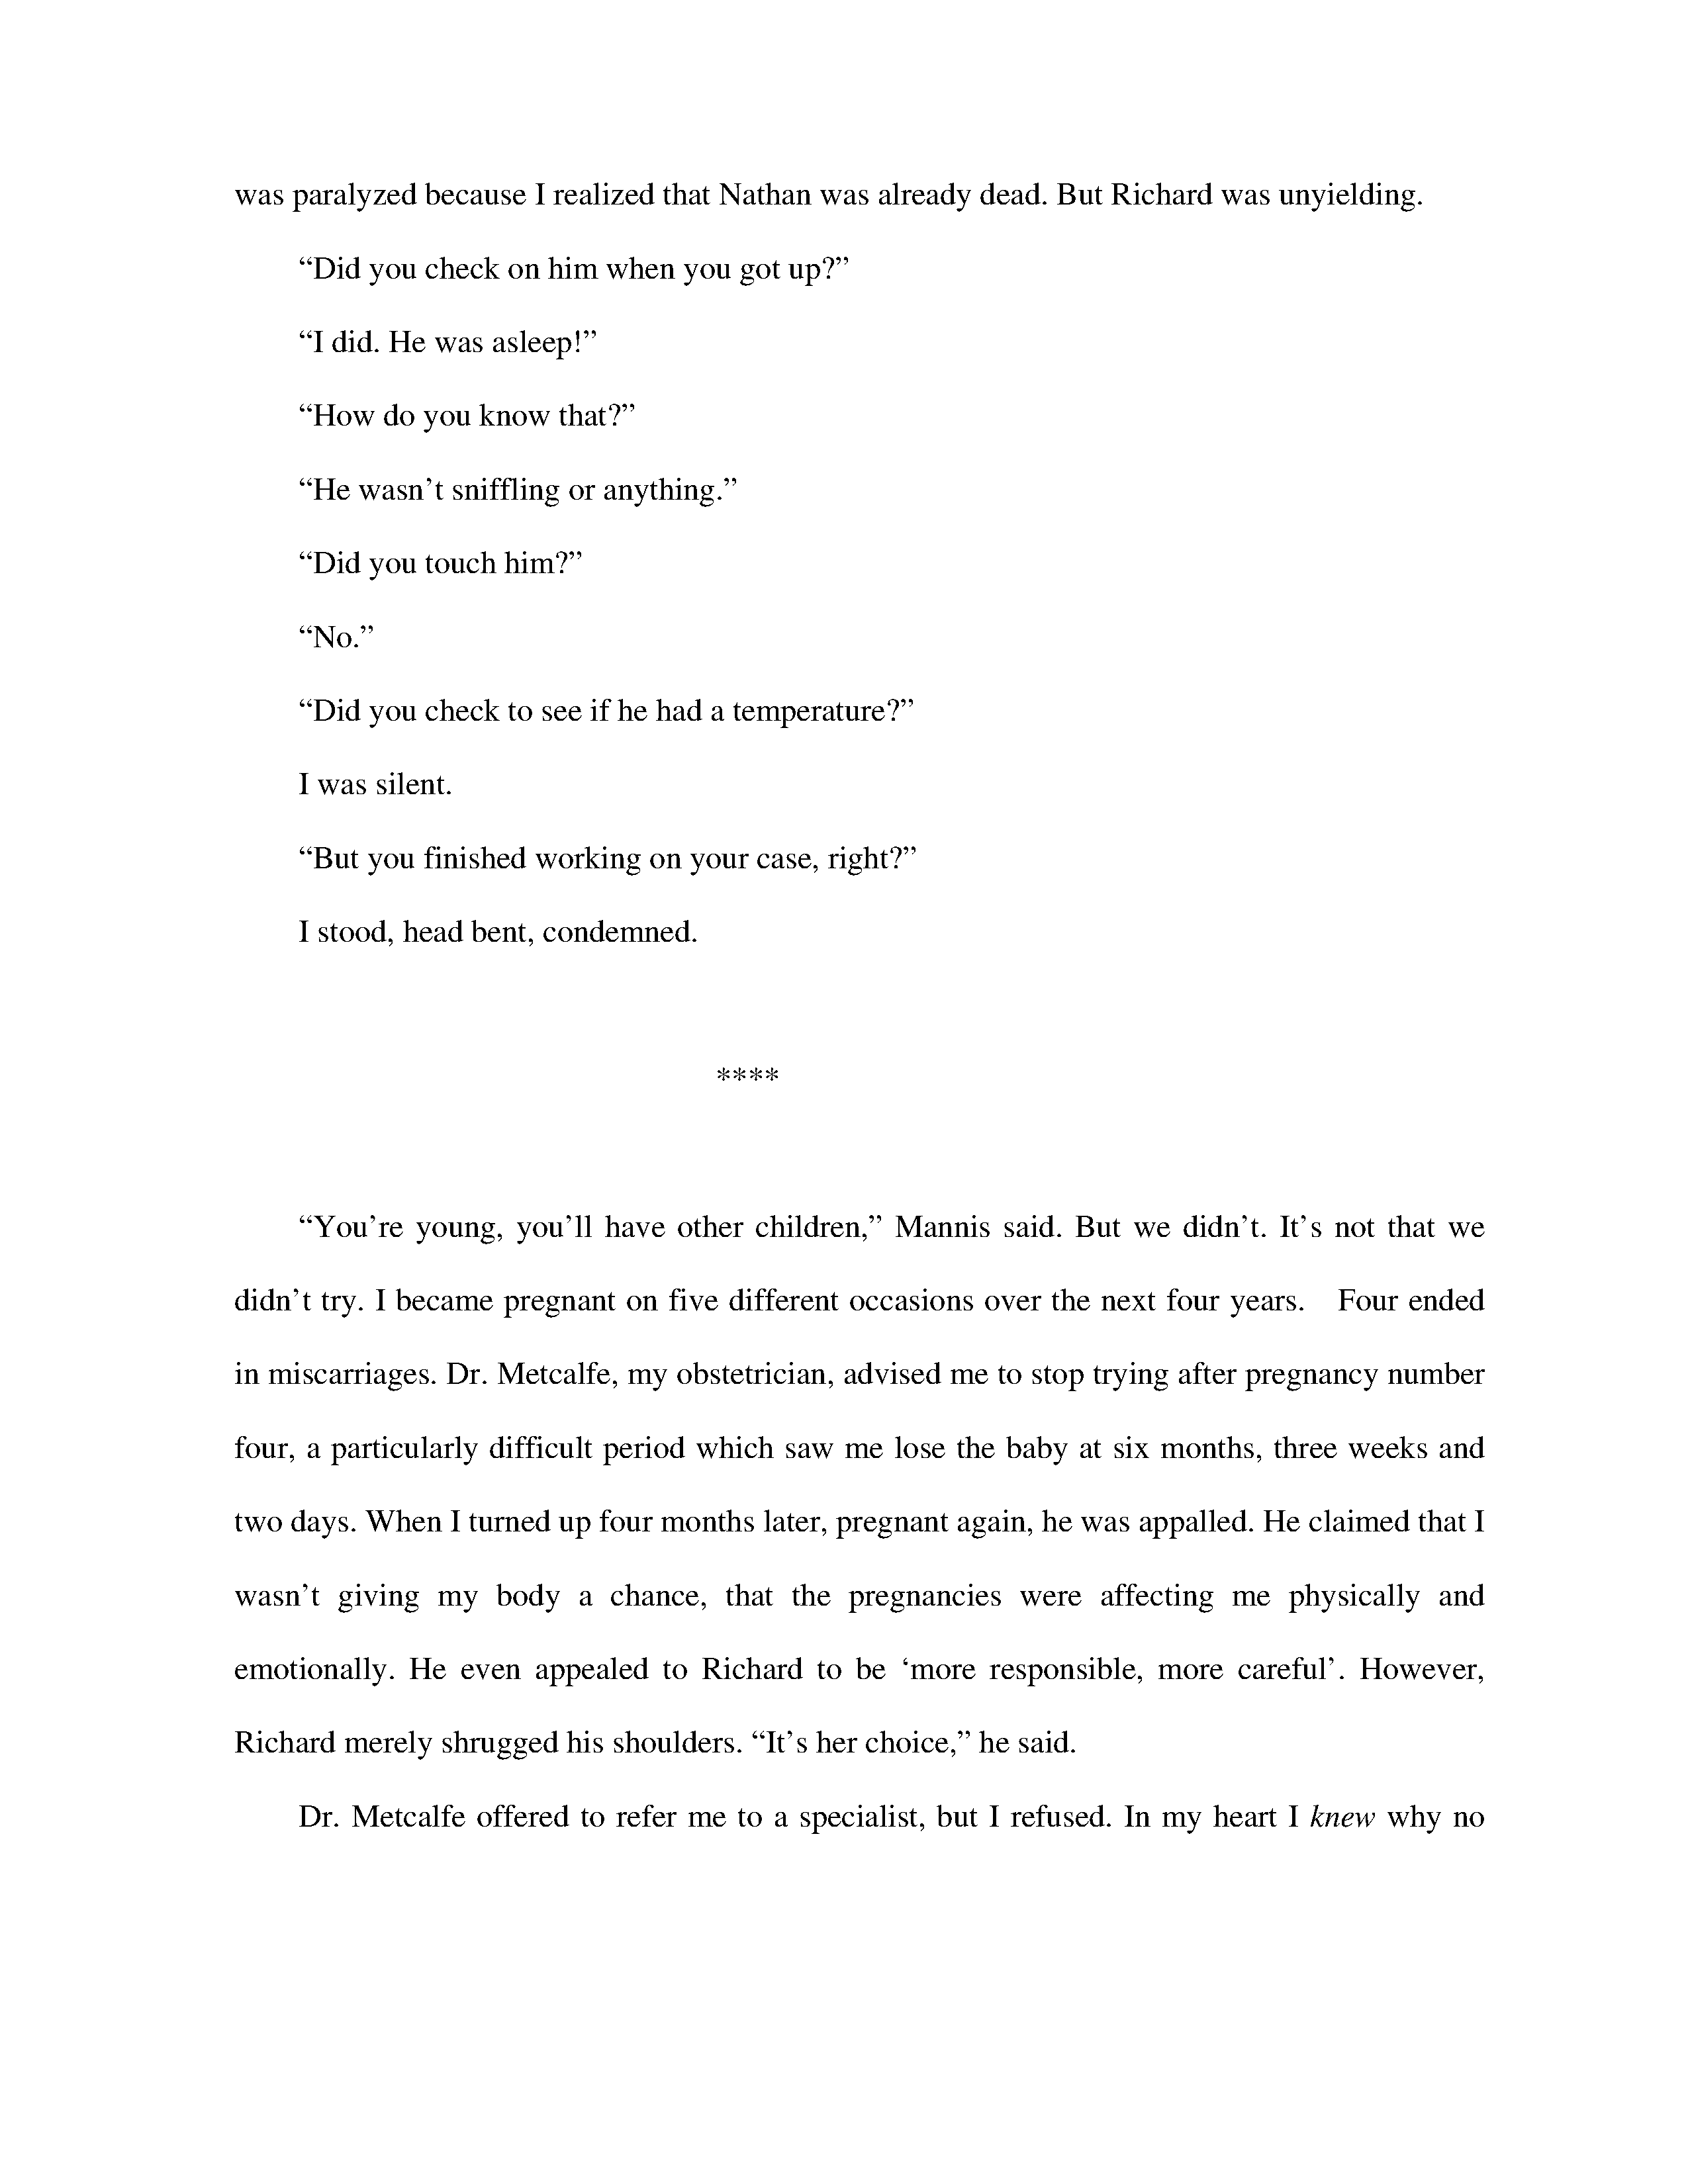 was paralyzed because I realized that Nathan was already dead. But Richard was unyielding.
“Did you check on him when you got up?”
“I did. He was asleep!”
“How do you know that?”
“He wasn’t sniffling or anything.”
“Did you touch him?”
“No.”
“Did you check to see if he had a temperature?”
I was silent.
“But you finished working on your case, right?”
I stood, head bent, condemned.
****
“You’re young, you’ll have other children,” Mannis said. But we didn’t. It’s not that we
didn’t try. I became pregnant on five different occasions over the next four years. Four ended
in miscarriages. Dr. Metcalfe, my obstetrician, advised me to stop trying after pregnancy number
four, a particularly difficult period which saw me lose the baby at six months, three weeks and
two days. When I turned up four months later, pregnant again, he was appalled. He claimed that I
wasn’t giving my body a chance, that the pregnancies were affecting me physically and
emotionally. He even appealed to Richard to be ‘more responsible, more careful’. However,
Richard merely shrugged his shoulders. “It’s her choice,” he said.
Dr. Metcalfe offered to refer me to a specialist, but I refused. In my heart I knew why no